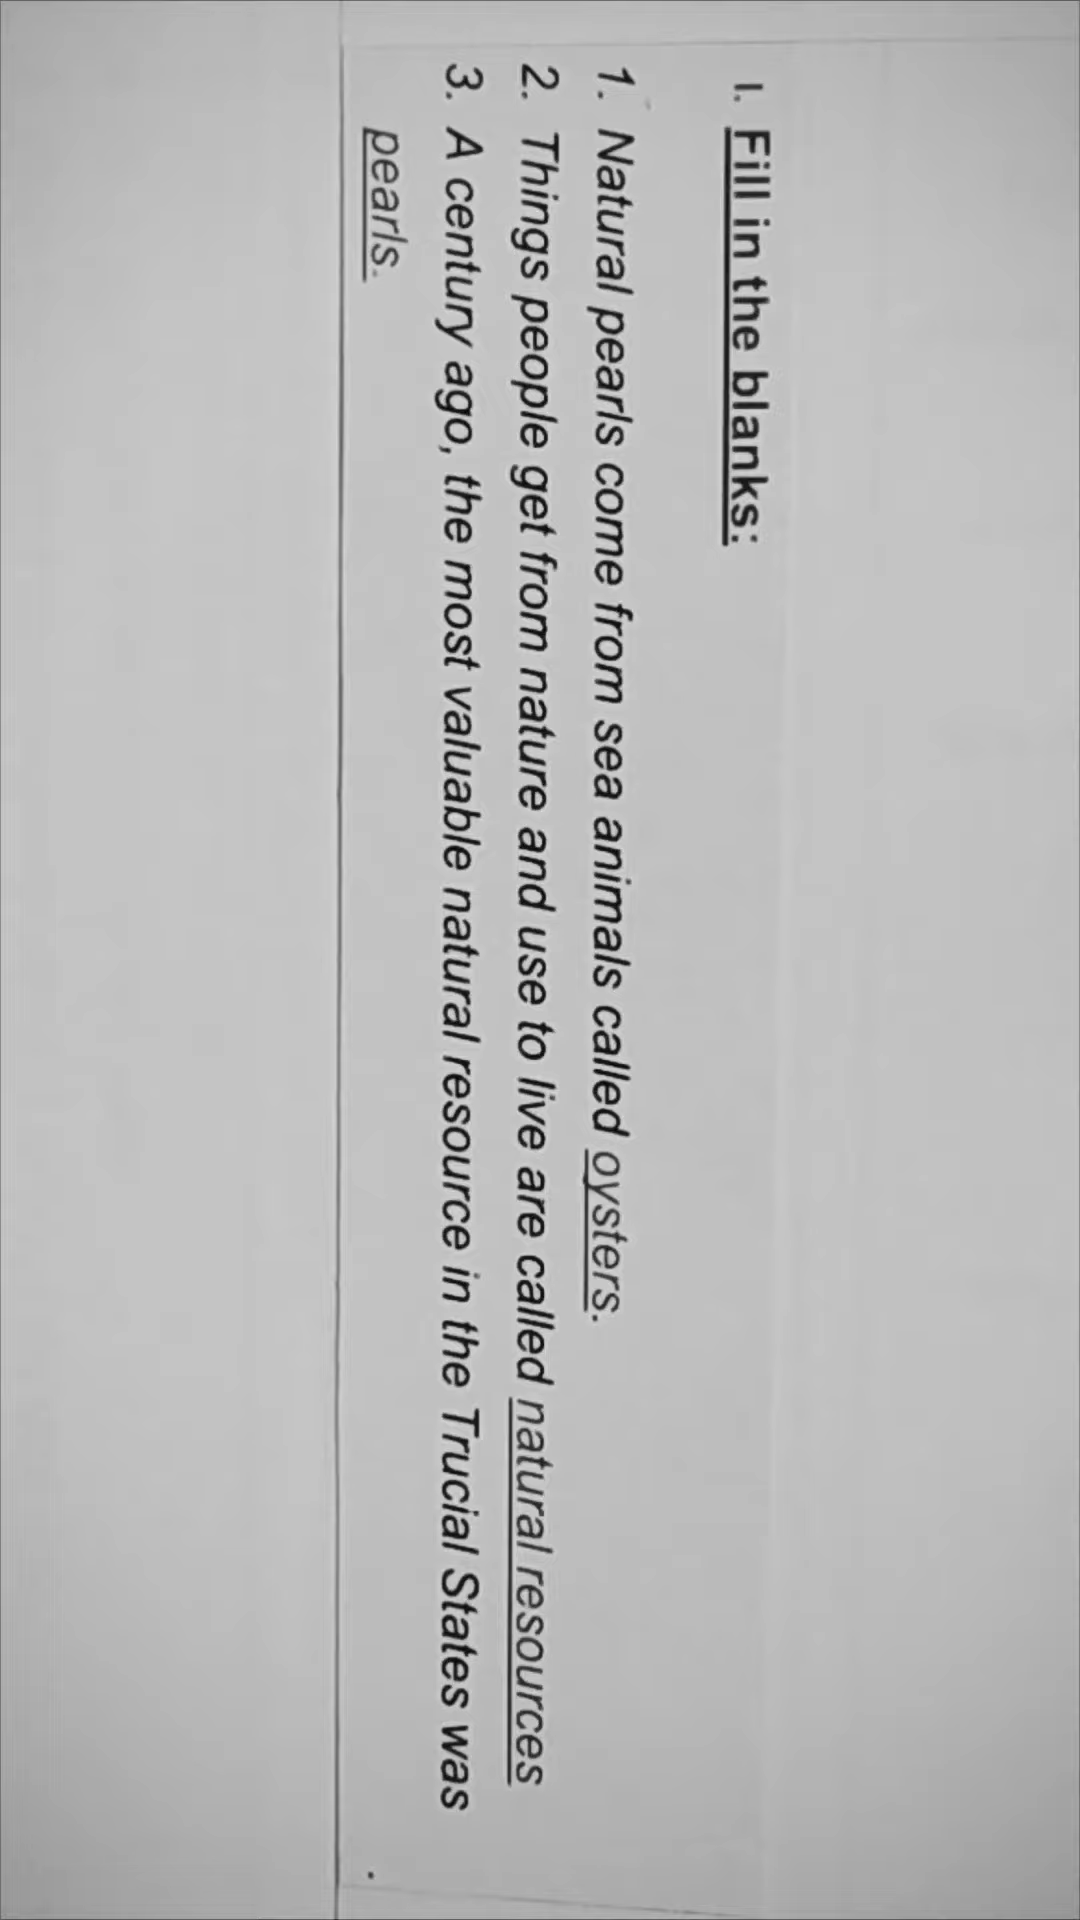 I. Fill in the blanks:
1. Natural pearls come from sea animals called oysters.
2. Things people get from nature and use to live are called natural resources
3. A century ago, the most valuable natural resource in the Trucial States was
pearls.